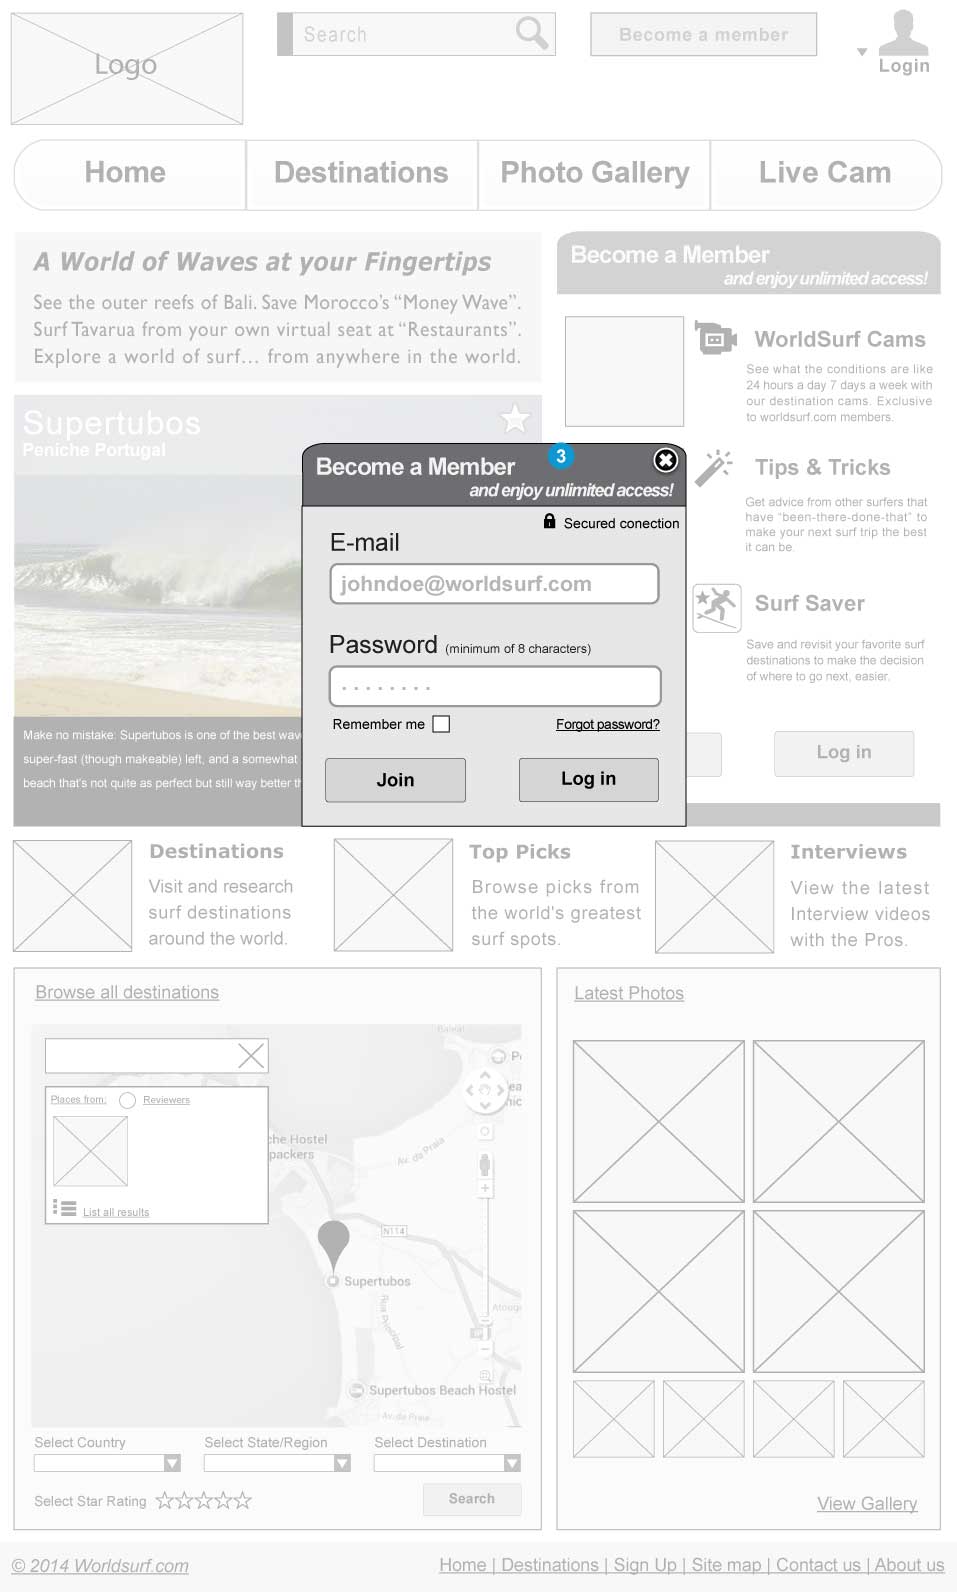 Logo
Search
Become a member
Login
Home
Destinations
Photo Gallery
Live Cam
A World of Waves at your Fingertips
See the outer reefs of Bali. Save Morocco’s “Money Wave”.
Surf Tavarua from your own virtual seat at “Restaurants”.
Explore a world of surf… from anywhere in the world.
Become a Member
and enjoy unlimited access!
WorldSurf Cams
See what the conditions are like
24 hours a day 7 days a week with
our destination cams. Exclusive
to worldsurf.com members.
Tips & Tricks
Get advice from other surfers that
have “been-there-done-that” to
make your next surf trip the best
it can be.
Surf Saver
Save and revisit your favorite surf
destinations to make the decision
of where to go next, easier.
Log in
Supertubos
Peniche Portugal
Make no mistake: Supertubos is one of the best wav
super-fast (though makeable) left, and a somewhat
beach that's not quite as perfect but still way better th
Become a Member
3
and enjoy unlimited access!
Secured conection
E-mail
johndoe@worldsurf.com
Password (minimum of 8 characters)
Remember me
Forgot password?
Join
Log in
Destinations
Visit and research
surf destinations
around the world.
Top Picks
Browse picks from
the world's greatest
surf spots.
Interviews
View the latest
Interview videos
with the Pros.
Browse all destinations
Places from:
Reviewers
List all results
Baleal
che Hostel
packers
Av. da Praia
N114
Supertubos
Rua Principal
Atoug
Supertubos Beach Hostel
Av. da Praia
Select Country
Select State/Region
Select Destination
Select Star Rating
Search
Latest Photos
View Gallery
© 2014 Worldsurf.com
Home | Destinations | Sign Up | Site map | Contact us | About us